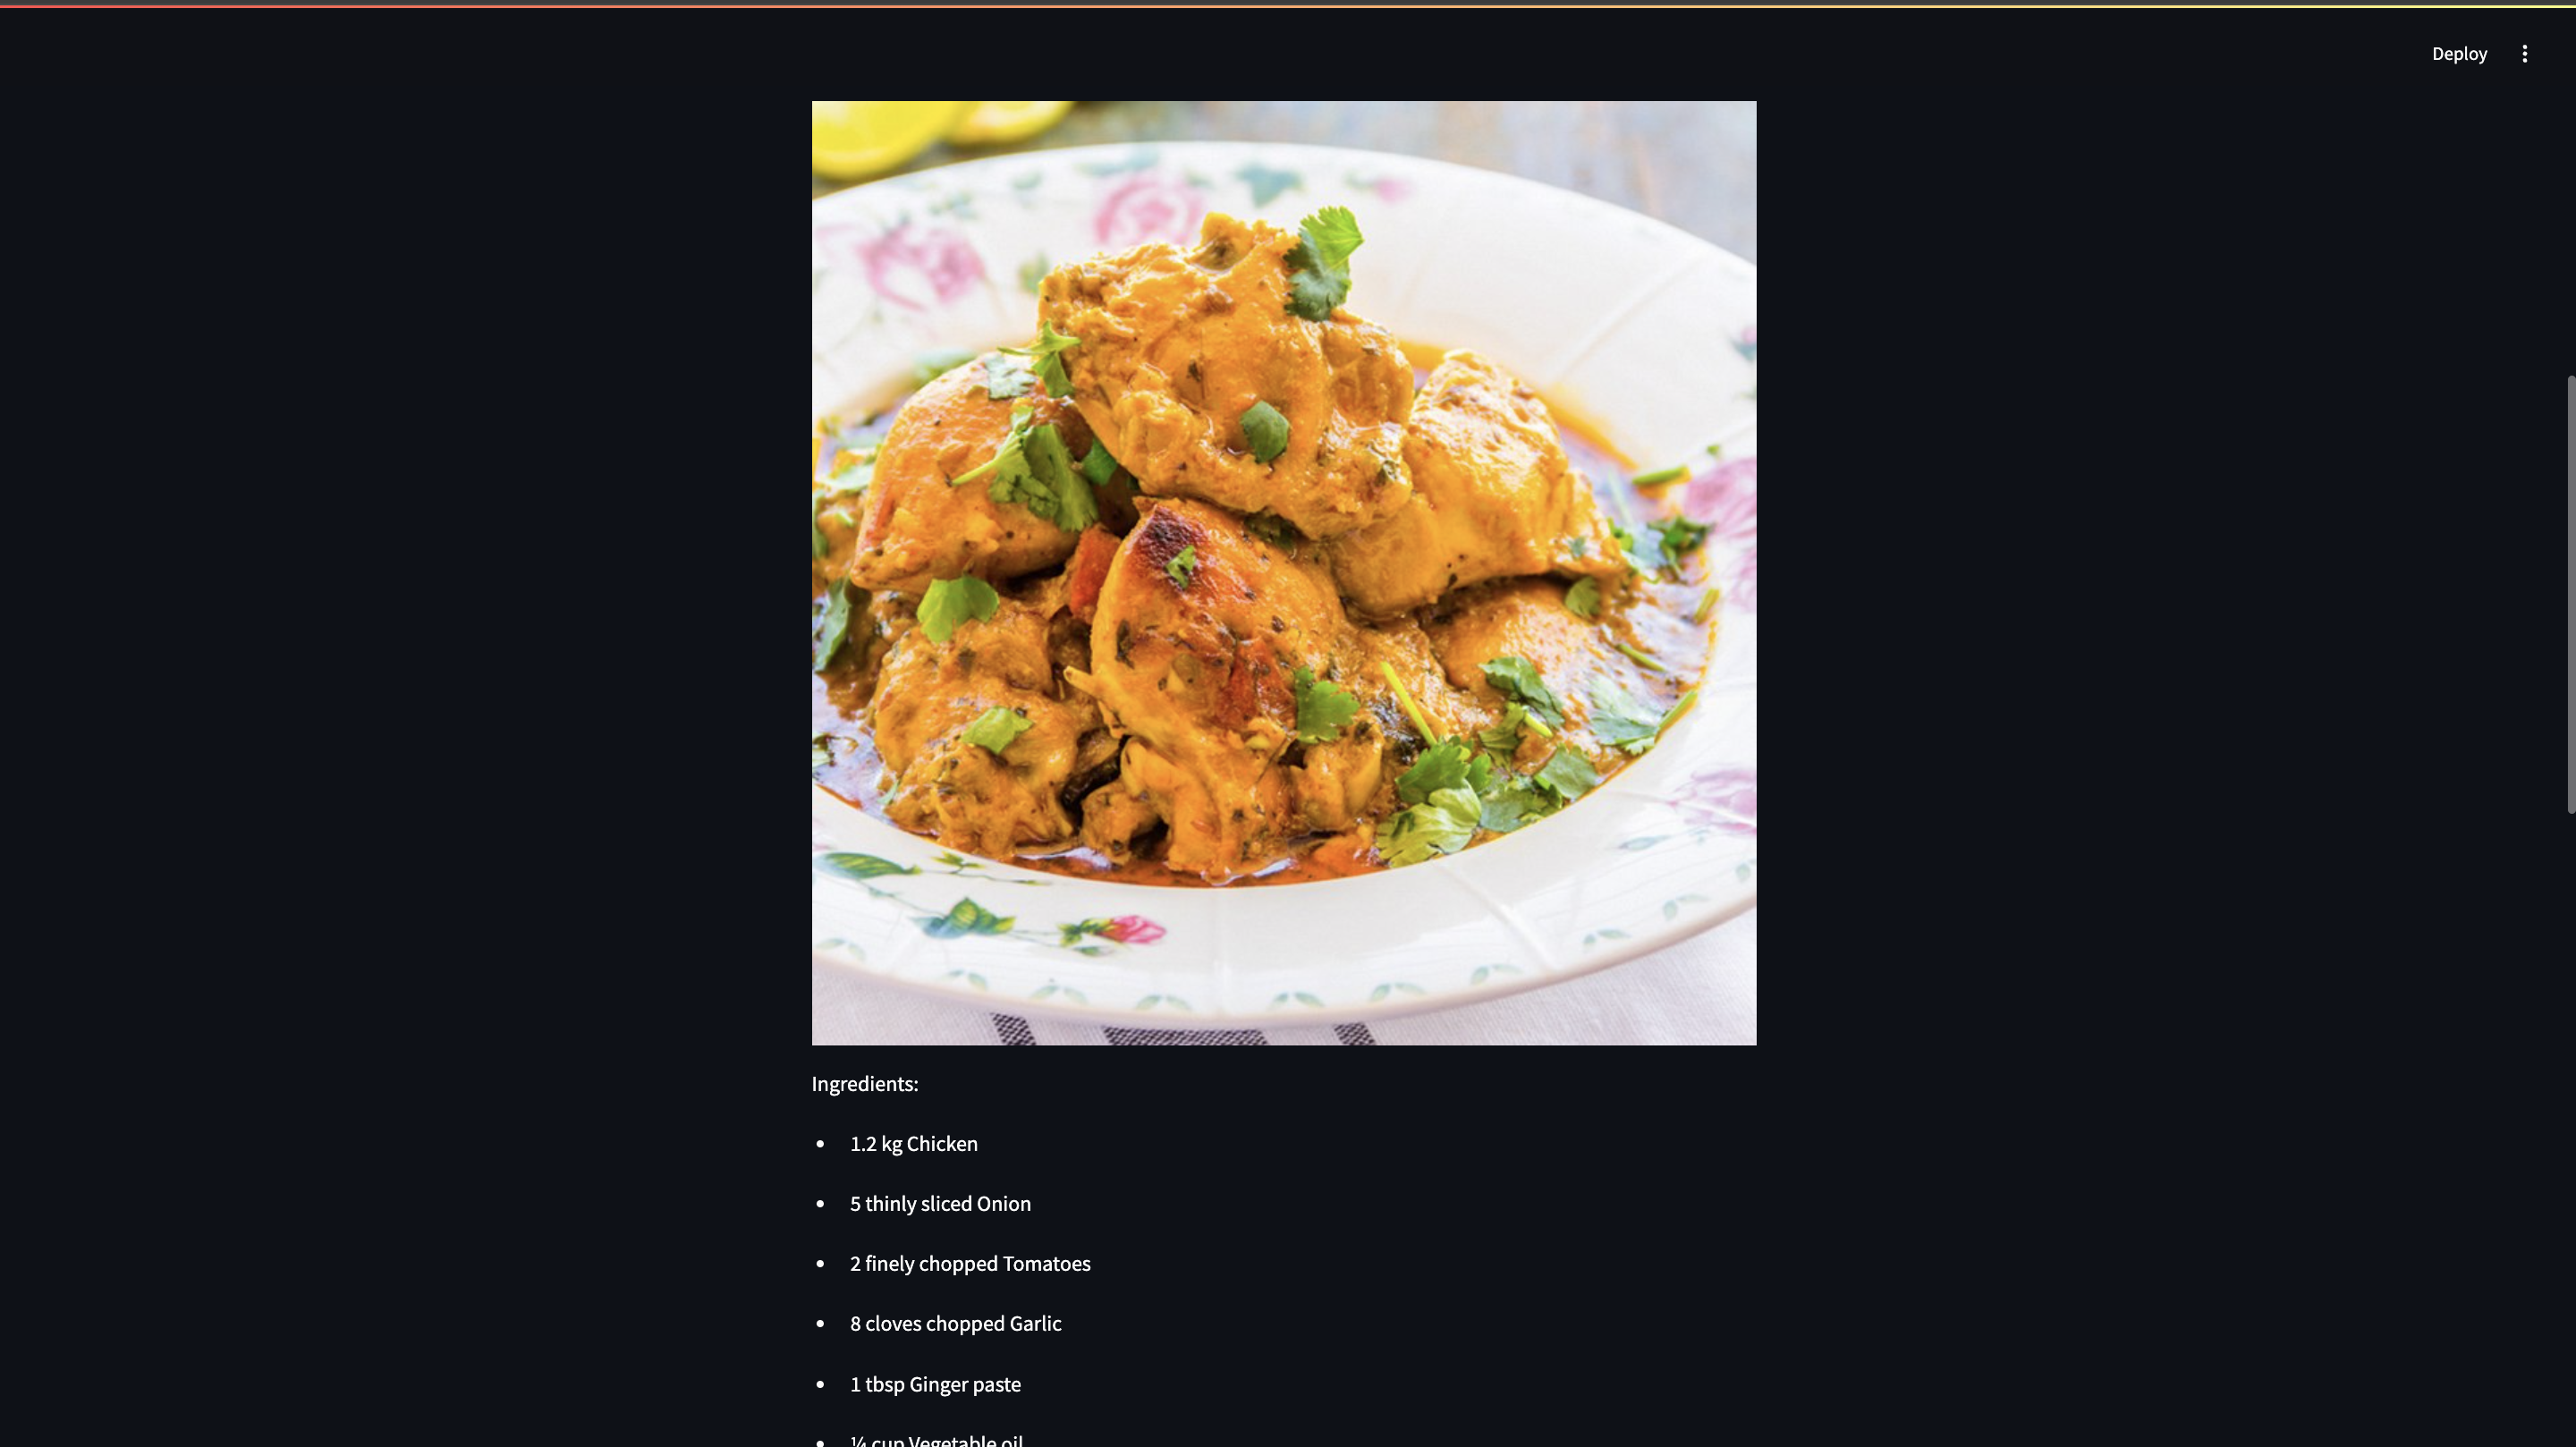 Deploy
Ingredients:
• 1.2 kg Chicken
• 5 thinly sliced Onion
• 2 finely chopped Tomatoes
• 8 cloves chopped Garlic
• 1 tbsp Ginger paste
• ¼ cup Vegetable oil